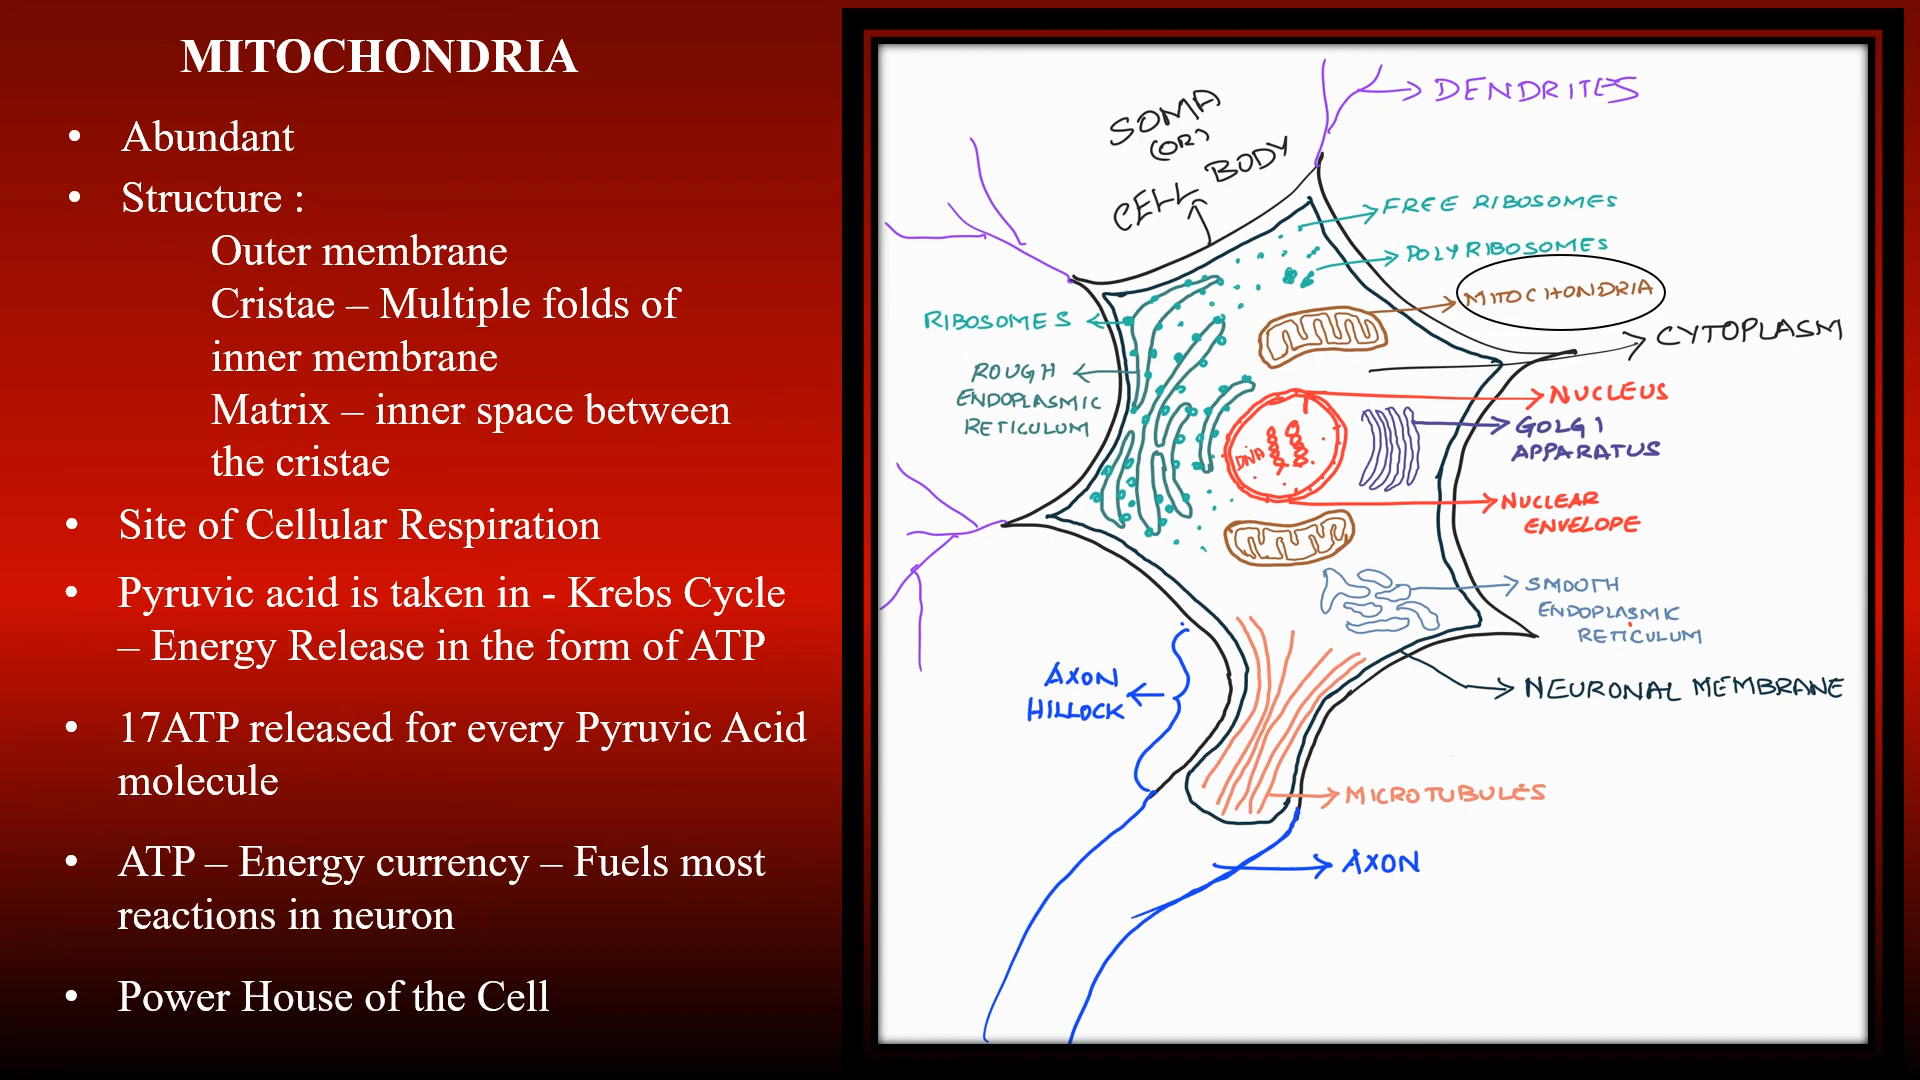 MITOCHONDRIA
• Abundant
• Structure :
Outer membrane
Cristae – Multiple folds of
inner membrane
Matrix – inner space between
the cristae
• Site of Cellular Respiration
• Pyruvic acid is taken in - Krebs Cycle
– Energy Release in the form of ATP
• 17ATP released for every Pyruvic Acid
molecule
• ATP – Energy currency – Fuels most
reactions in neuron
• Power House of the Cell
DENDRITES
SOMA
(OR)
CELL BODY
FREE RIBOSOMES
POLYRIBOSOMES
MITOCHONDRIA
CYTOPLASM
RIBOSOMES
ROUGH
ENDOPLASMIC
RETICULUM
NUCLEUS
GOLGI
APPARATUS
DNA
NUCLEAR
ENVELOPE
SMOOTH
ENDOPLASMIC
RETICULUM
AXON
HILLOCK
NEURONAL MEMBRANE
MICROTUBULES
AXON